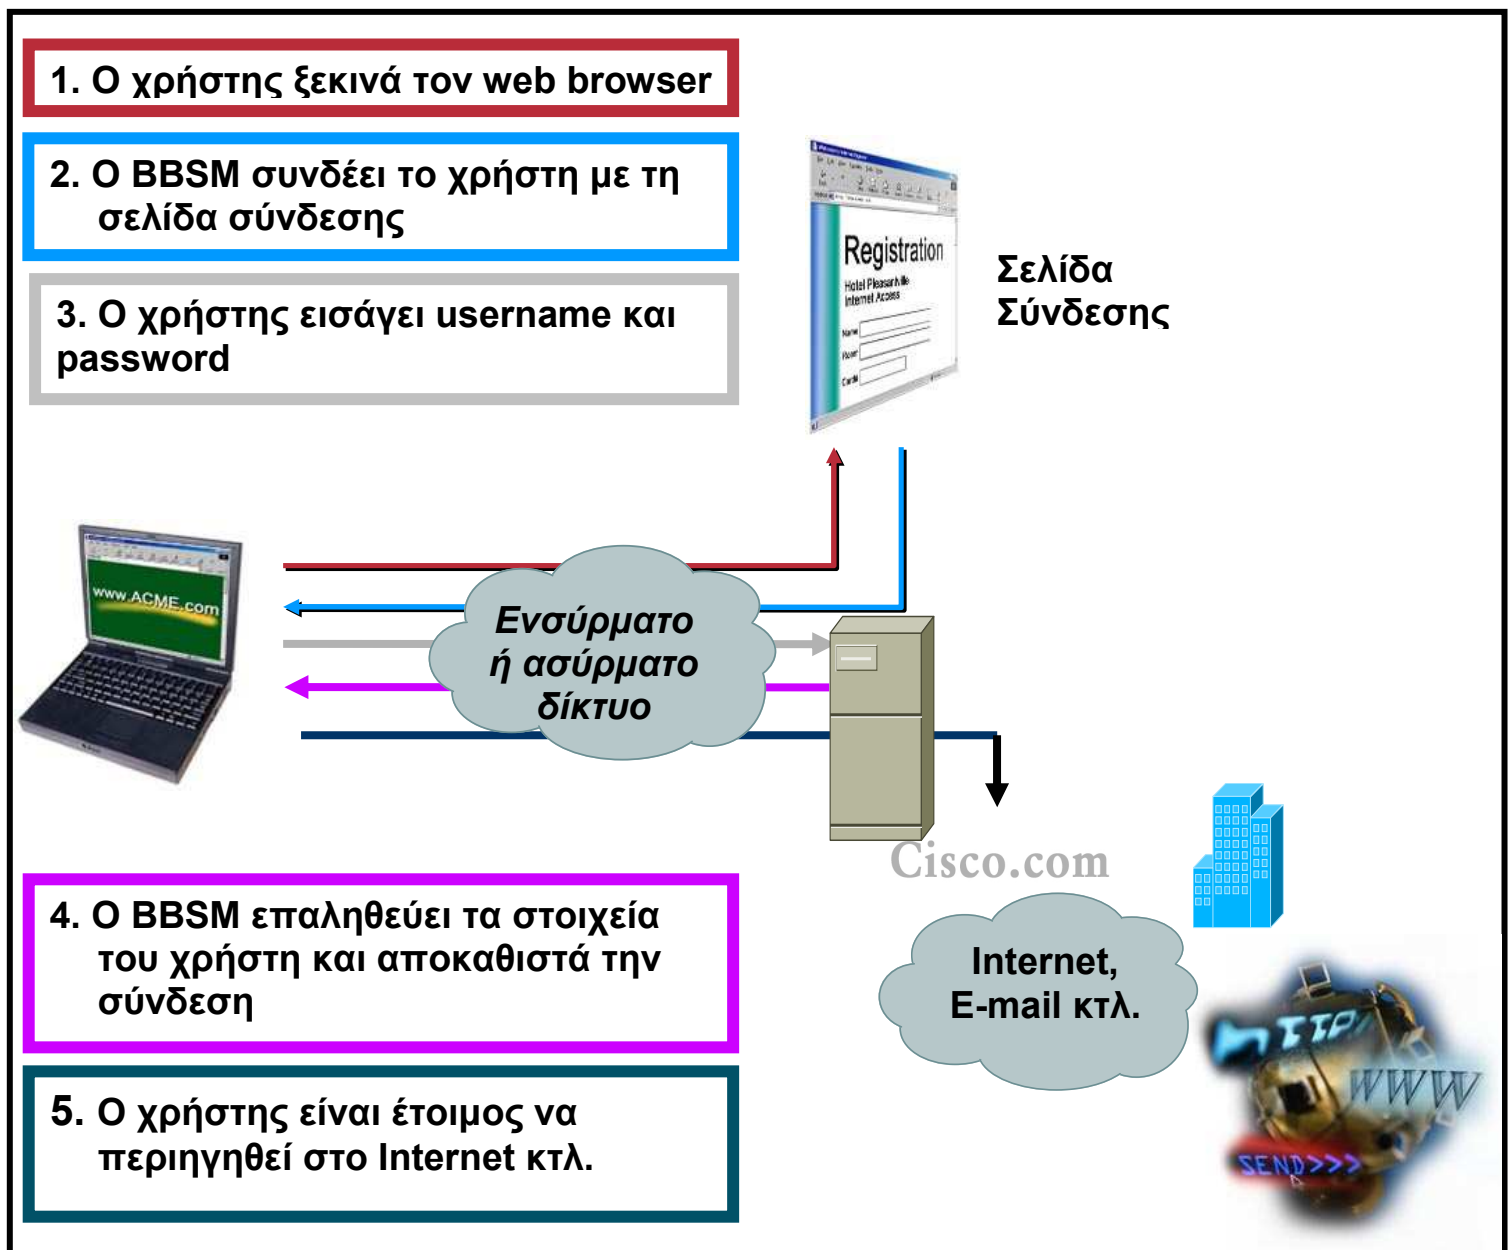 1. Ο χρήστης ξεκινά τον web browser
2. Ο BBSM συνδέει το χρήστη με τη
σελίδα σύνδεσης
3. Ο χρήστης εισάγει username και
password
Registration
Hotel Pleasantville
Internet Access
Name
Room
Σελίδα
Σύνδεσης
www.ACME.com
Ενσύρματο
ή ασύρματο
δίκτυο
Cisco.com
4. Ο BBSM επαληθεύει τα στοιχεία
του χρήστη και αποκαθιστά την
σύνδεση
Internet,
E-mail κτλ.
WWW
SEND>>>
5. Ο χρήστης είναι έτοιμος να
περιηγηθεί στο Internet κτλ.